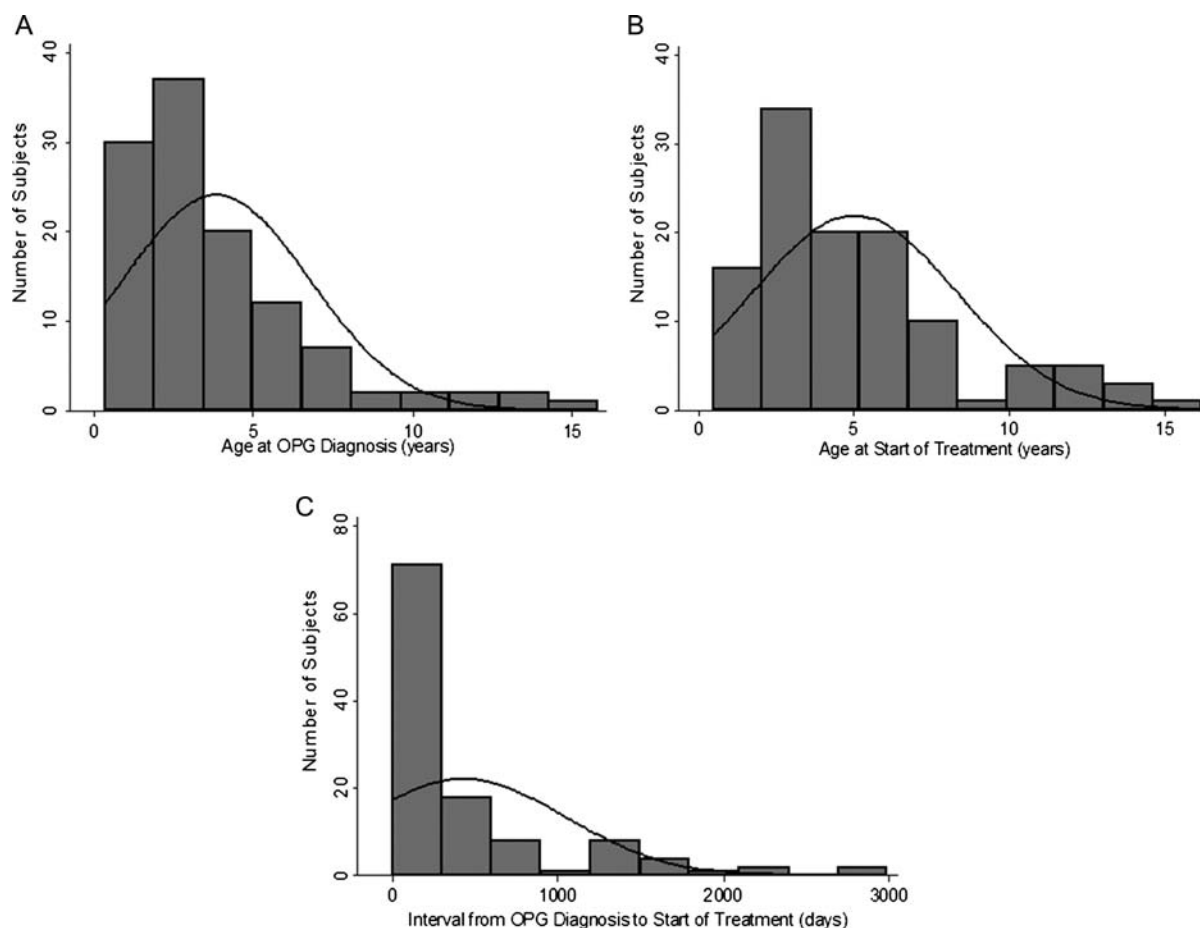 A
40
30
20
10
0
Number of Subjects
0 5 10 15
Age at OPG Diagnosis (years)
B
40
30
20
10
0
Number of Subjects
0 5 10 15
Age at Start of Treatment (years)
C
80
60
40
20
0
Number of Subjects
0 1000 2000 3000
Interval from OPG Diagnosis to Start of Treatment (days)